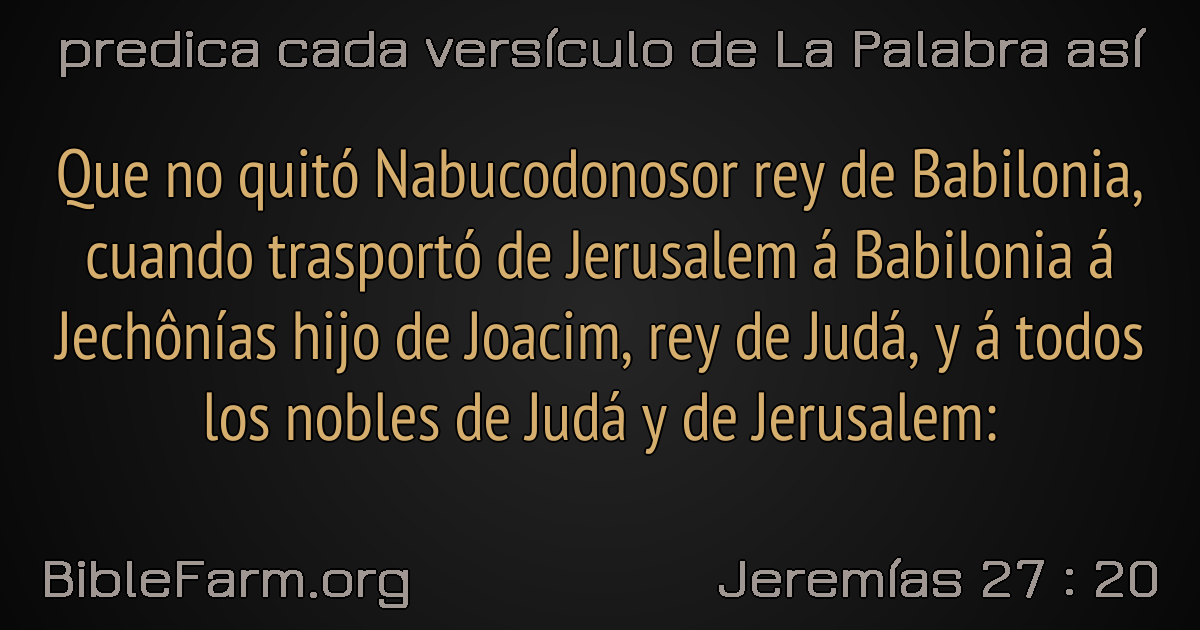 predica cada versículo de La Palabra así
Que no quitó Nabucodonosor rey de Babilonia,
cuando trasportó de Jerusalem á Babilonia á
Jechôнías hijo de Joacim, rey de Judá, y á todos
los nobles de Judá y de Jerusalem:
BibleFarm.org
Jeremías 27 : 20